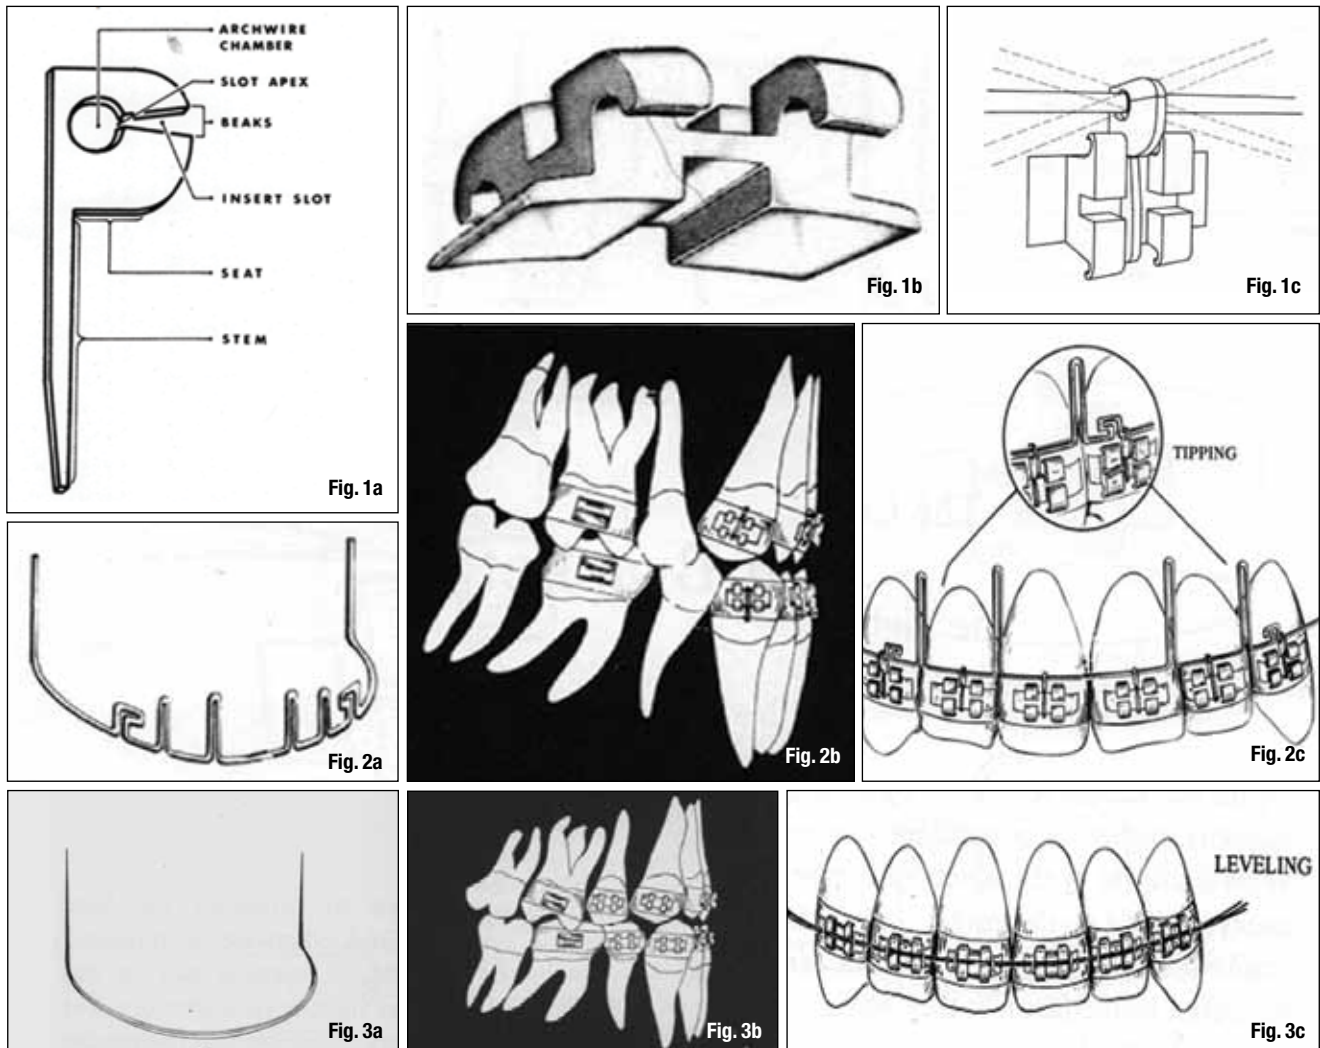 ARCHWIRE
CHAMBER
SLOT APEX
BEAKS
INSERT SLOT
SEAT
STEM
Fig. 1a
Fig. 1b
Fig. 1c
Fig. 2a
Fig. 2b
TIPPING
Fig. 2c
Fig. 3a
Fig. 3b
LEVELING
Fig. 3c